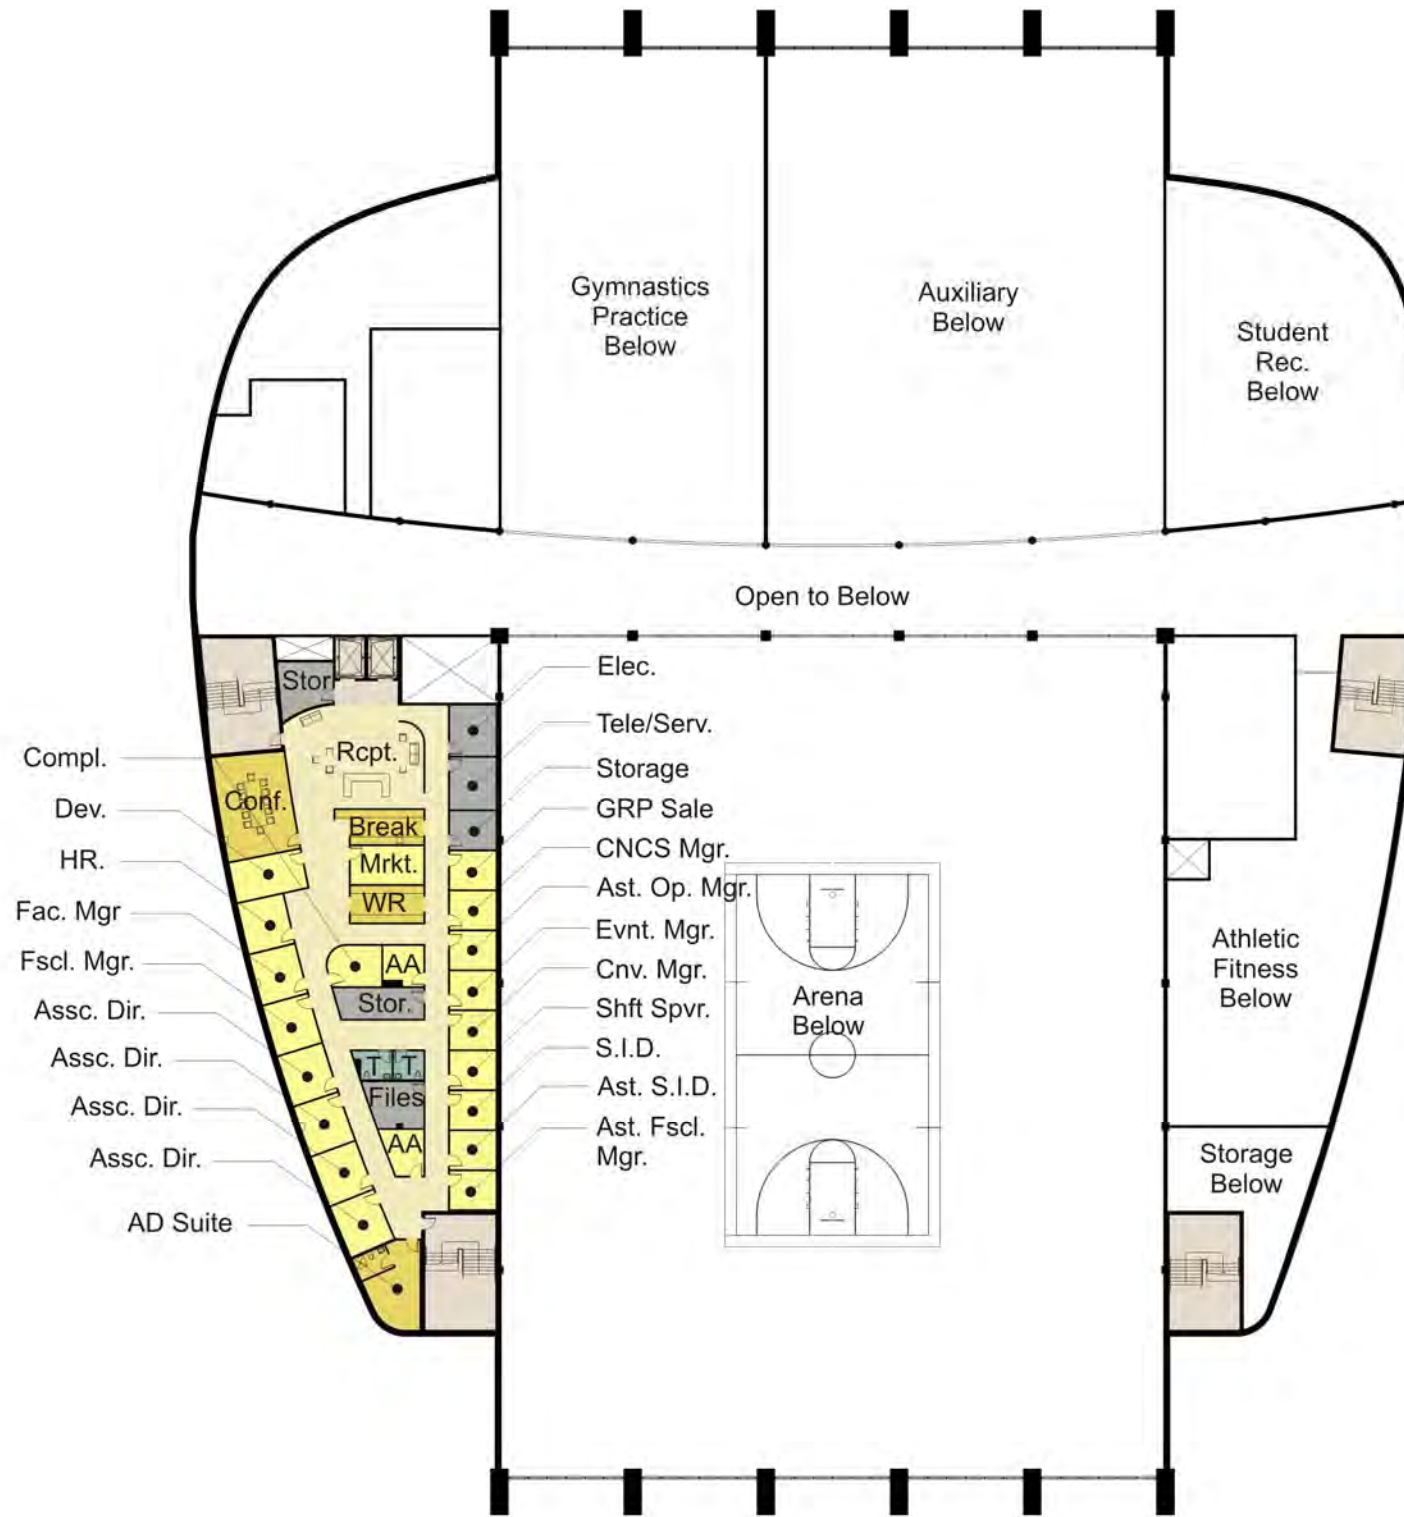 Gymnastics
Practice
Below
Auxiliary
Below
Student
Rec.
Below
Open to Below
Elec.
Tele/Serv.
Storage
GRP Sale
CNCS Mgr.
Ast. Op. Mgr.
Evnt. Mgr.
Cnv. Mgr.
Shft Spvr.
S.I.D.
Ast. S.I.D.
Ast. Fscl.
Mgr.
Compl.
Dev.
HR.
Fac. Mgr
Fscl. Mgr.
Assc. Dir.
Assc. Dir.
Assc. Dir.
Assc. Dir.
AD Suite
Stor
Rcpt.
Conf.
Break
Mrkt.
WR
AA
Stor.
T T
Files
AA
Arena
Below
Athletic
Fitness
Below
Storage
Below